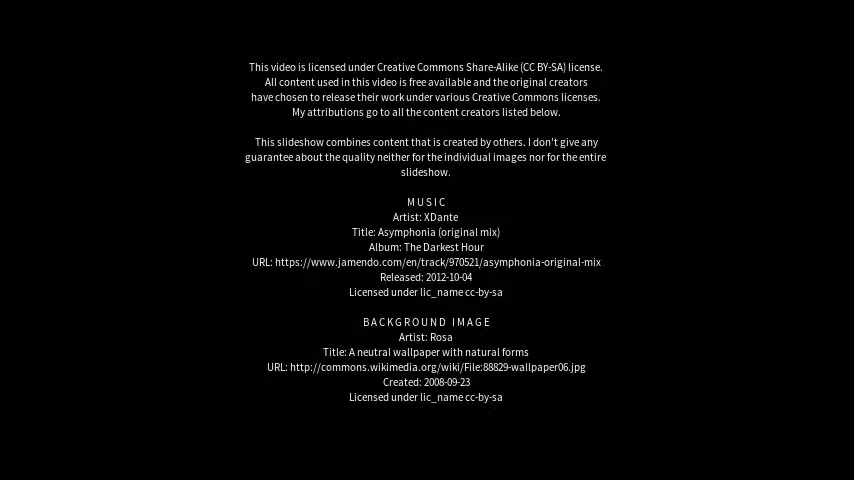 This video is licensed under Creative Commons Share-Alike (CC BY-SA) license.
All content used in this video is free available and the original creators
have chosen to release their work under various Creative Commons licenses.
My attributions go to all the content creators listed below.
This slideshow combines content that is created by others. I don't give any
guarantee about the quality neither for the individual images nor for the entire
slideshow.
MUSIC
Artist: XDante
Title: Asymphonia (original mix)
Album: The Darkest Hour
URL: https://www.jamendo.com/en/track/970521/asymphonia-original-mix
Released: 2012-10-04
Licensed under lic_name cc-by-sa
BACKGROUND IMAGE
Artist: Rosa
Title: A neutral wallpaper with natural forms
URL: http://commons.wikimedia.org/wiki/File:88829-wallpaper06.jpg
Created: 2008-09-23
Licensed under lic_name cc-by-sa